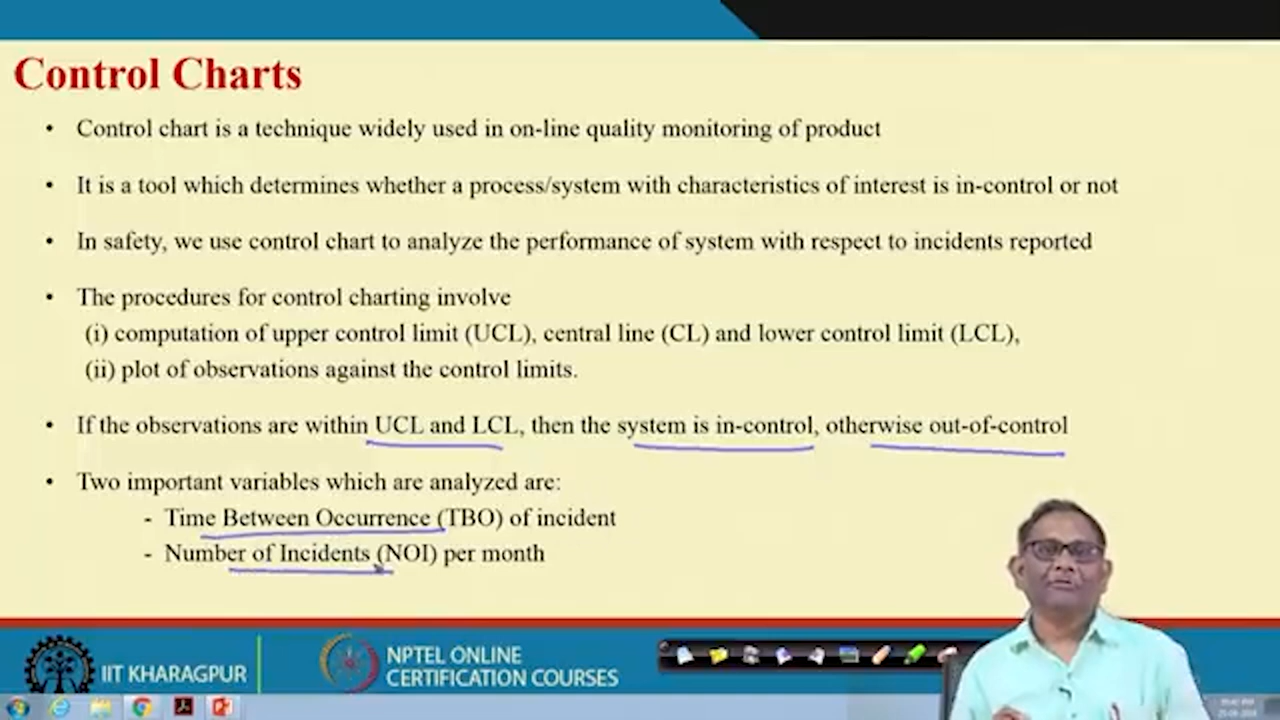 Control Charts
• Control chart is a technique widely used in on-line quality monitoring of product
• It is a tool which determines whether a process/system with characteristics of interest is in-control or not
• In safety, we use control chart to analyze the performance of system with respect to incidents reported
• The procedures for control charting involve
(i) computation of upper control limit (UCL), central line (CL) and lower control limit (LCL),
(ii) plot of observations against the control limits.
• If the observations are within UCL and LCL, then the system is in-control, otherwise out-of-control
• Two important variables which are analyzed are:
- Time Between Occurrence (TBO) of incident
- Number of Incidents (NOI) per month
IIT KHARAGPUR
NPTEL ONLINE
CERTIFICATION COURSES